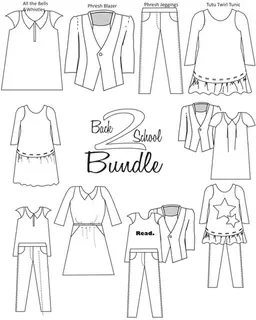 All the Bells
& Whistles
Phresh Blazer
Phresh Jeggings
Tutu Twirl Tunic
Back 2 School
Bundle
Read.